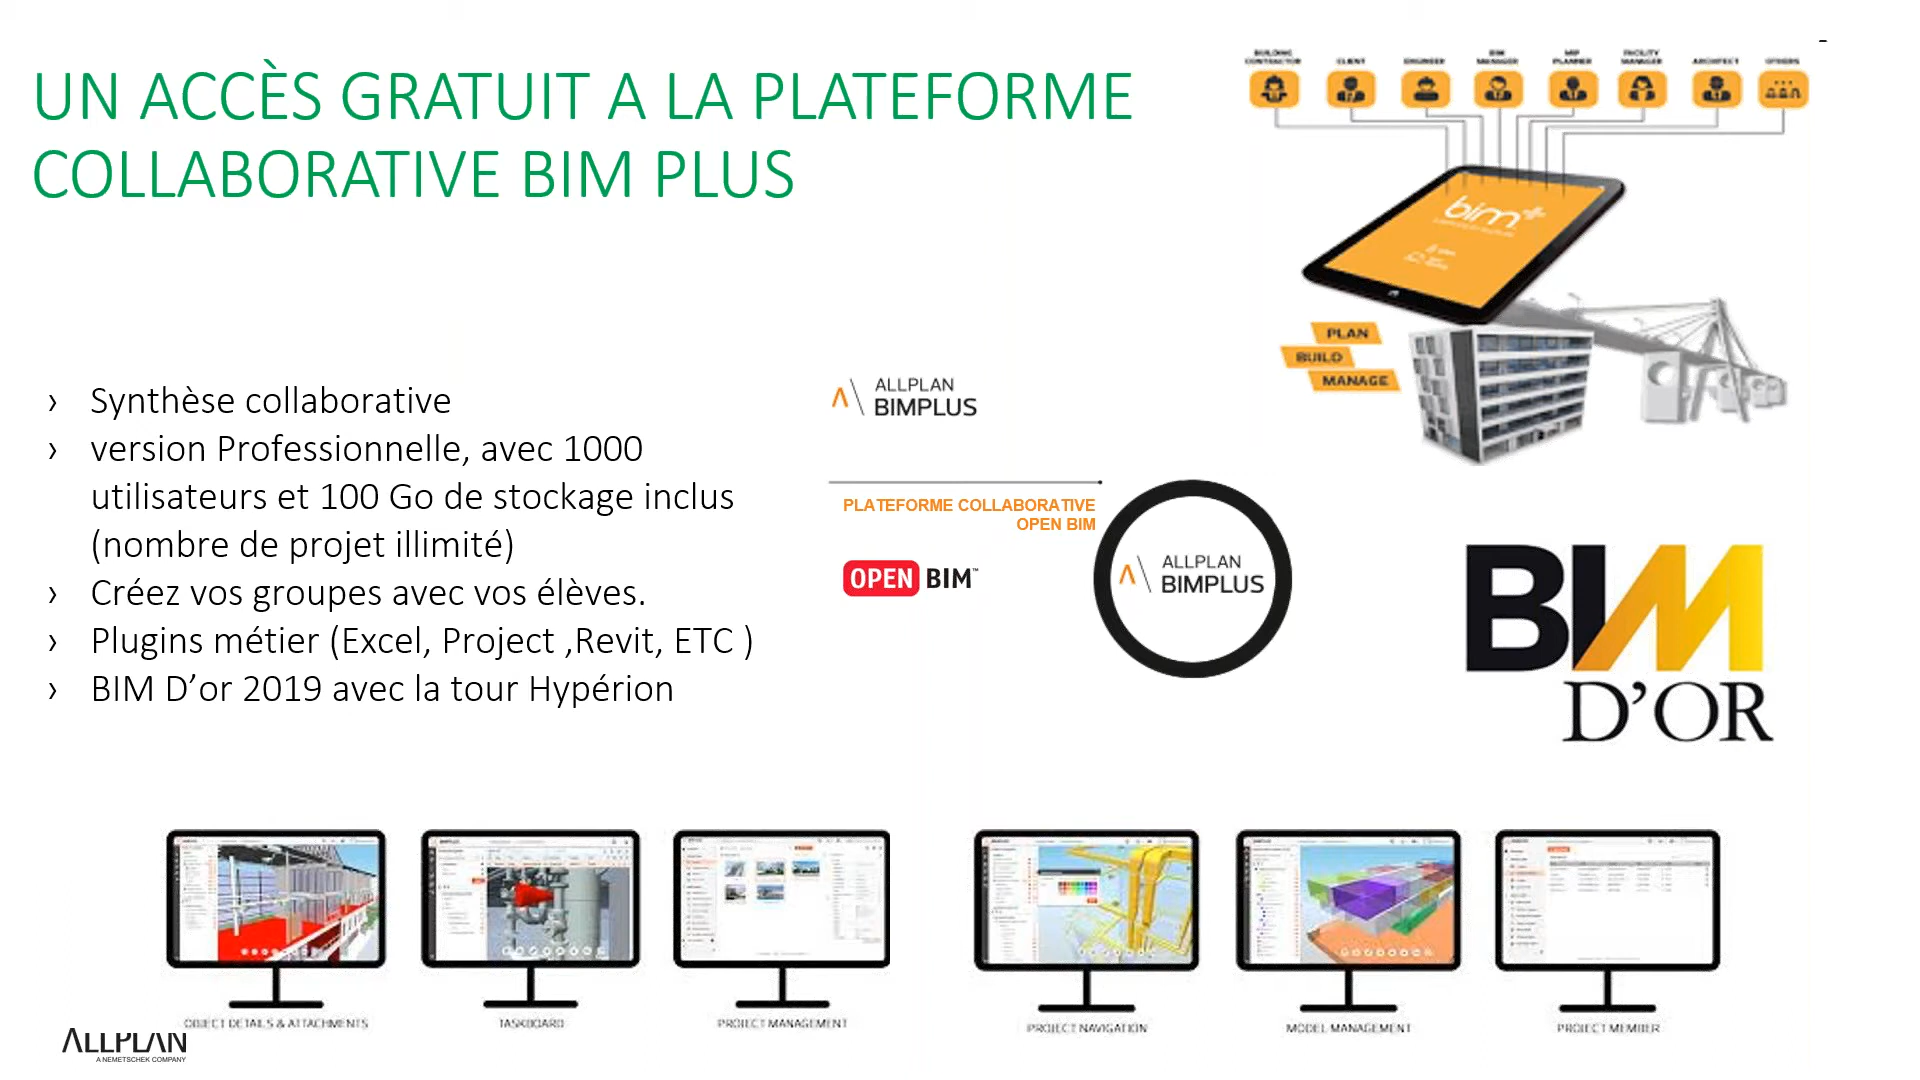 UN ACCÈS GRATUIT A LA PLATEFORME
COLLABORATIVE BIM PLUS
BUILDING CONTRACTOR
CLIENT
ENGINEER
BIM MANAGER
MEP PLANNER
FACILITY MANAGER
ARCHITECT
OTHERS
bim+
PLAN
BUILD
MANAGE
› Synthèse collaborative
› version Professionnelle, avec 1000
utilisateurs et 100 Go de stockage inclus
(nombre de projet illimité)
› Créez vos groupes avec vos élèves.
› Plugins métier (Excel, Project ,Revit, ETC )
› BIM D’or 2019 avec la tour Hypérion
ALLPLAN
BIMPLUS
PLATEFORME COLLABORATIVE
OPEN BIM
OPEN BIM™
ALLPLAN
BIMPLUS
BIM
D’OR
OBJECT DETAILS & ATTACHMENTS
TASKBOARD
PROJECT MANAGEMENT
PROJECT NAVIGATION
MODEL MANAGEMENT
PROJECT MEMBER
ALLPLAN
A NEMETSCHEK COMPANY